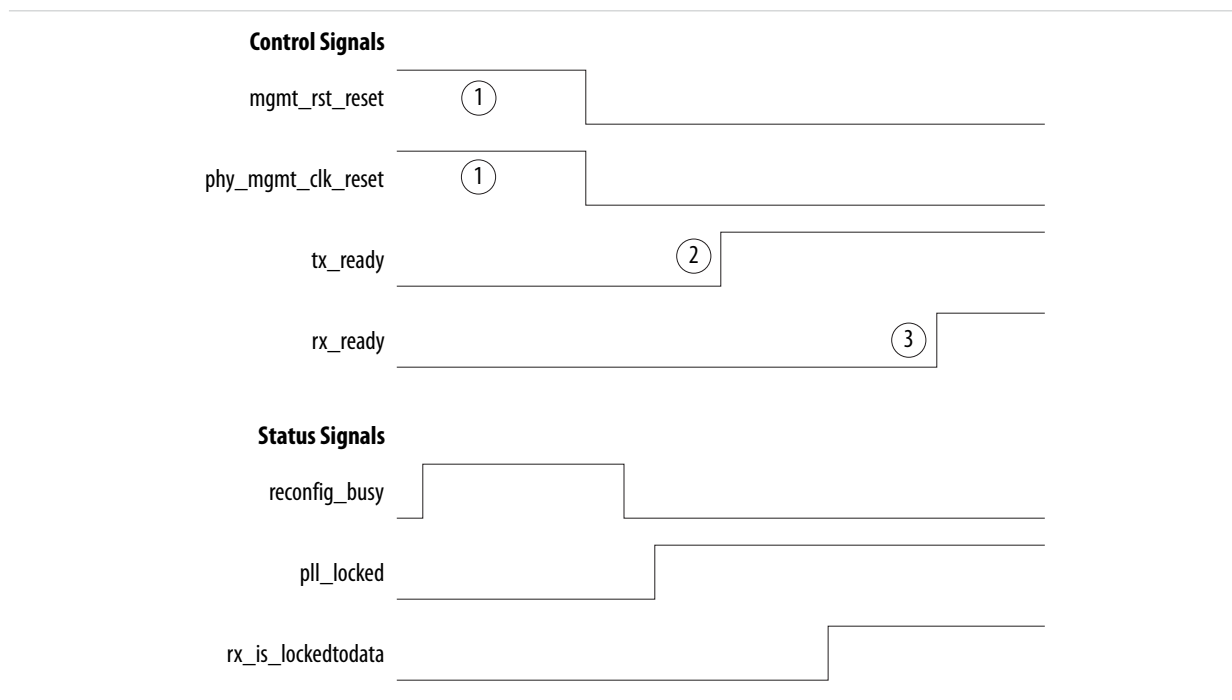 Control Signals
mgmt_rst_reset 1
phy_mgmt_clk_reset 1
tx_ready 2
rx_ready 3
Status Signals
reconfig_busy
pll_locked
rx_is_lockedtodata